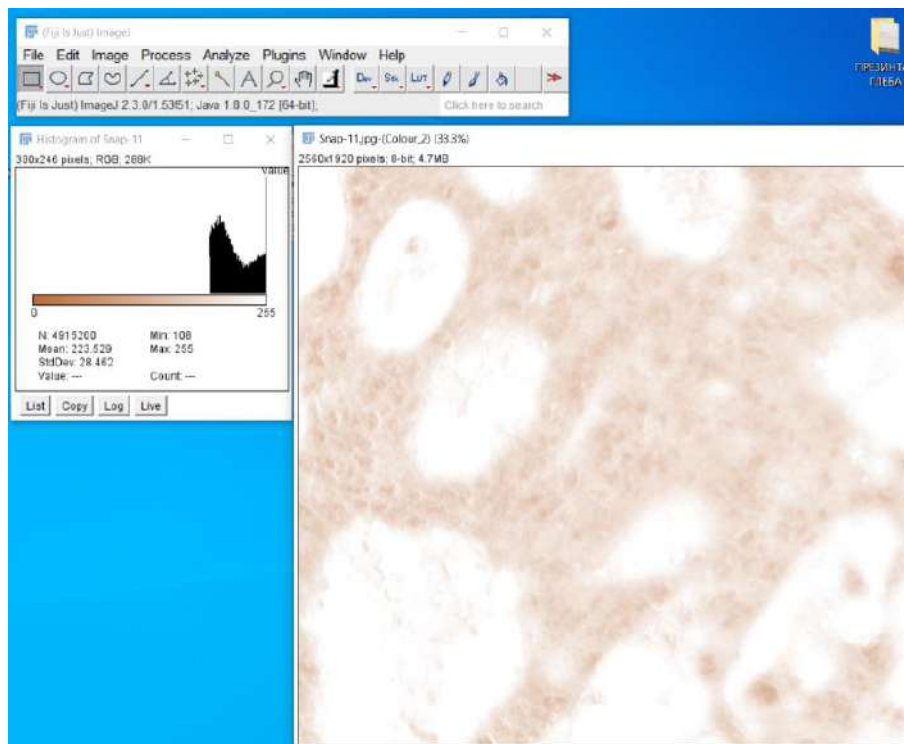 (Fiji Is Just) ImageJ
File Edit Image Process Analyze Plugins Window Help
Dev Stk LUT
(Fiji Is Just) ImageJ 2.3.0/1.53f51; Java 1.8.0_172 [64-bit];
Click here to search
Histogram of Snap-11
300x246 pixels; RGB; 288K
Value
0
255
N: 4915200
Min: 108
Mean: 223.529
Max: 255
StdDev: 28.462
Value: ---
Count: ---
List Copy Log Live
Snap-11.jpg-(Colour_2) (33.3%)
2560x1920 pixels; 8-bit; 4.7MB
ПРЕЗИНТА
ГЛЕБА